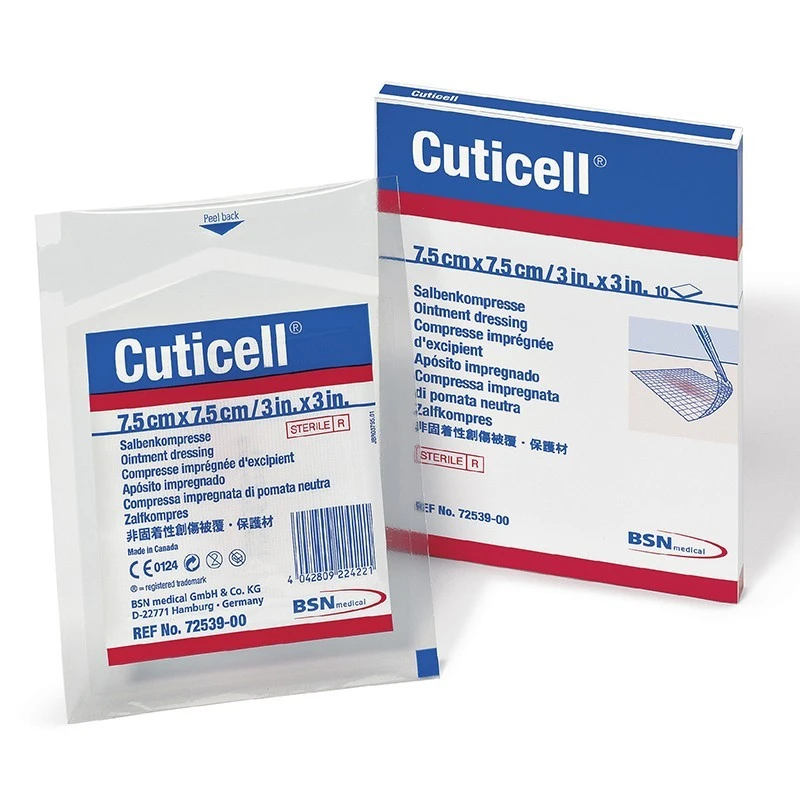 Peel back
Cuticell®
7.5 cm x 7.5 cm / 3 in. x 3 in.
STERILE R
Salbenkompresse
Ointment dressing
Compresse imprégnée d'excipient
Apósito impregnado
Compressa impregnata di pomata neutra
Zalfkompres
非固着性創傷被覆・保護材
Made in Canada
CE 0124 2
® = registered trademark
BSN medical GmbH & Co. KG
D-22771 Hamburg · Germany
REF No. 72539-00
4 042809 224221
BSN medical
Cuticell
Cuticell®
7.5 cm x 7.5 cm / 3 in. x 3 in. 10
Salbenkompresse
Ointment dressing
Compresse imprégnée
d'excipient
Apósito impregnado
Compressa impregnata
di pomata neutra
Zalfkompres
非固着性創傷被覆・保護材
STERILE R
REF No. 72539-00
BSN medical